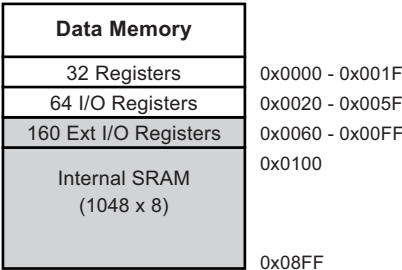 Data Memory
32 Registers 0x0000 - 0x001F
64 I/O Registers 0x0020 - 0x005F
160 Ext I/O Registers 0x0060 - 0x00FF
0x0100
Internal SRAM
(1048 x 8)
0x08FF